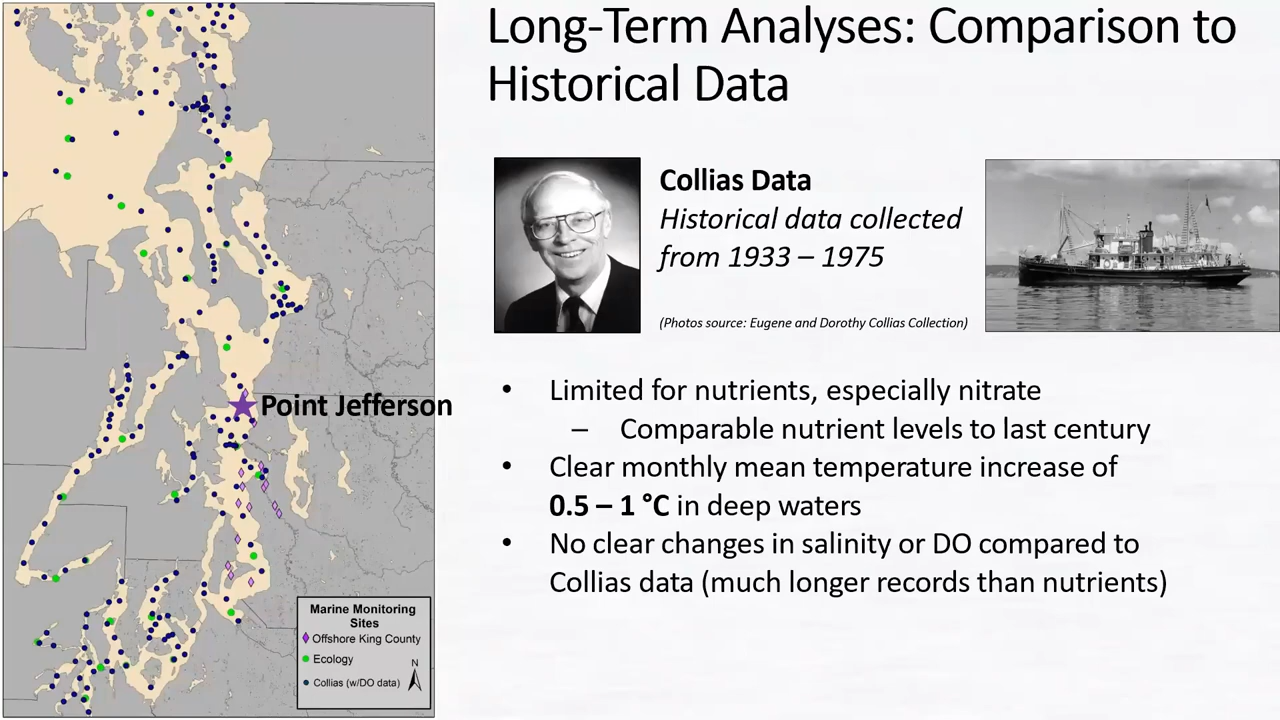 Long-Term Analyses: Comparison to
Historical Data
Collias Data
Historical data collected
from 1933 – 1975
(Photos source: Eugene and Dorothy Collias Collection)
• Limited for nutrients, especially nitrate
– Comparable nutrient levels to last century
• Clear monthly mean temperature increase of
0.5 – 1 °C in deep waters
• No clear changes in salinity or DO compared to
Collias data (much longer records than nutrients)
Point Jefferson
Marine Monitoring
Sites
Offshore King County
Ecology
Collias (w/DO data)
N